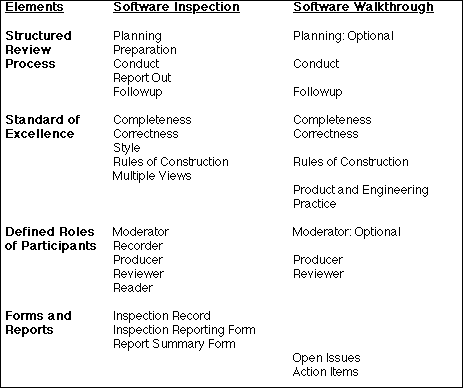 Elements Software Inspection Software Walkthrough
Structured Planning Planning: Optional
Review Preparation
Process Conduct Conduct
Report Out
Followup Followup
Standard of Completeness Completeness
Excellence Correctness Correctness
Style
Rules of Construction Rules of Construction
Multiple Views
Product and Engineering
Practice
Defined Roles Moderator Moderator: Optional
of Participants Recorder
Producer Producer
Reviewer Reviewer
Reader
Forms and Inspection Record
Reports Inspection Reporting Form
Report Summary Form
Open Issues
Action Items